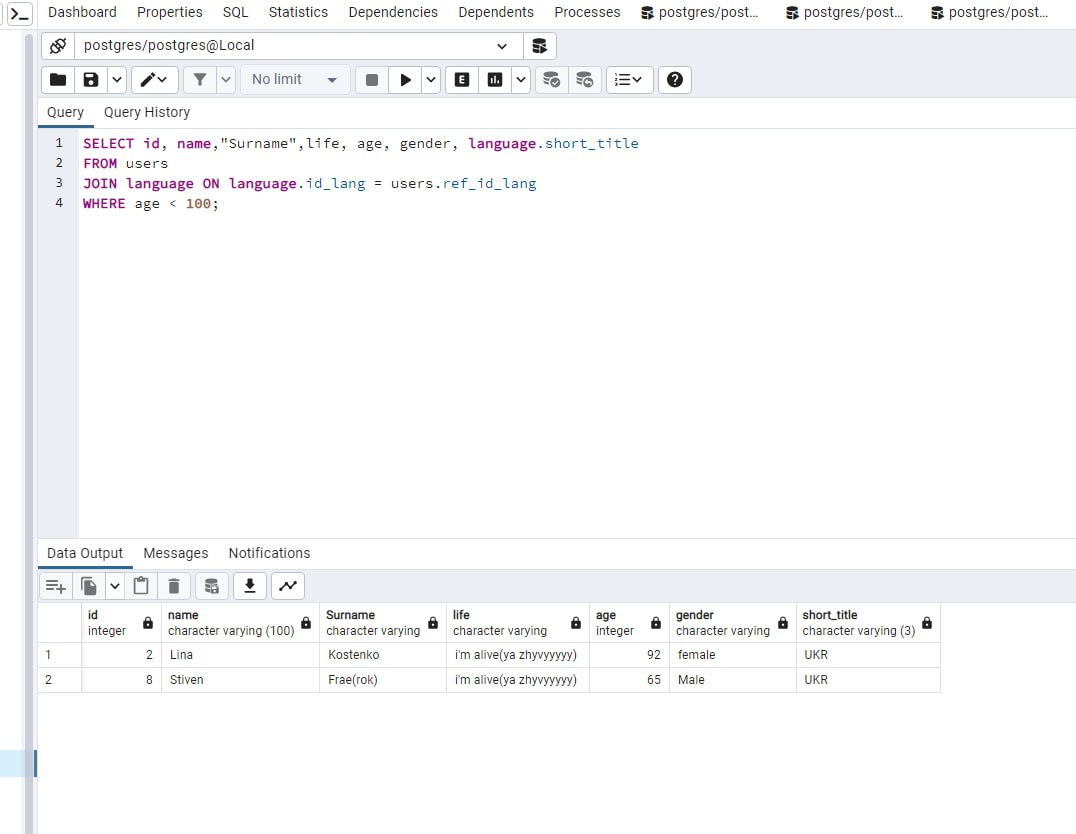 Dashboard Properties SQL Statistics Dependencies Dependents Processes postgres/post... postgres/post... postgres/post...
postgres/postgres@Local
No limit
E
Query Query History
1 SELECT id, name,"Surname",life, age, gender, language.short_title
2 FROM users
3 JOIN language ON language.id_lang = users.ref_id_lang
4 WHERE age < 100;
Data Output Messages Notifications
id name Surname life age gender short_title
integer character varying (100) character varying character varying integer character varying character varying (3)
1 2 Lina Kostenko i'm alive(ya zhyvyyyyy) 92 female UKR
2 8 Stiven Frae(rok) i'm alive(ya zhyvyyyyy) 65 Male UKR